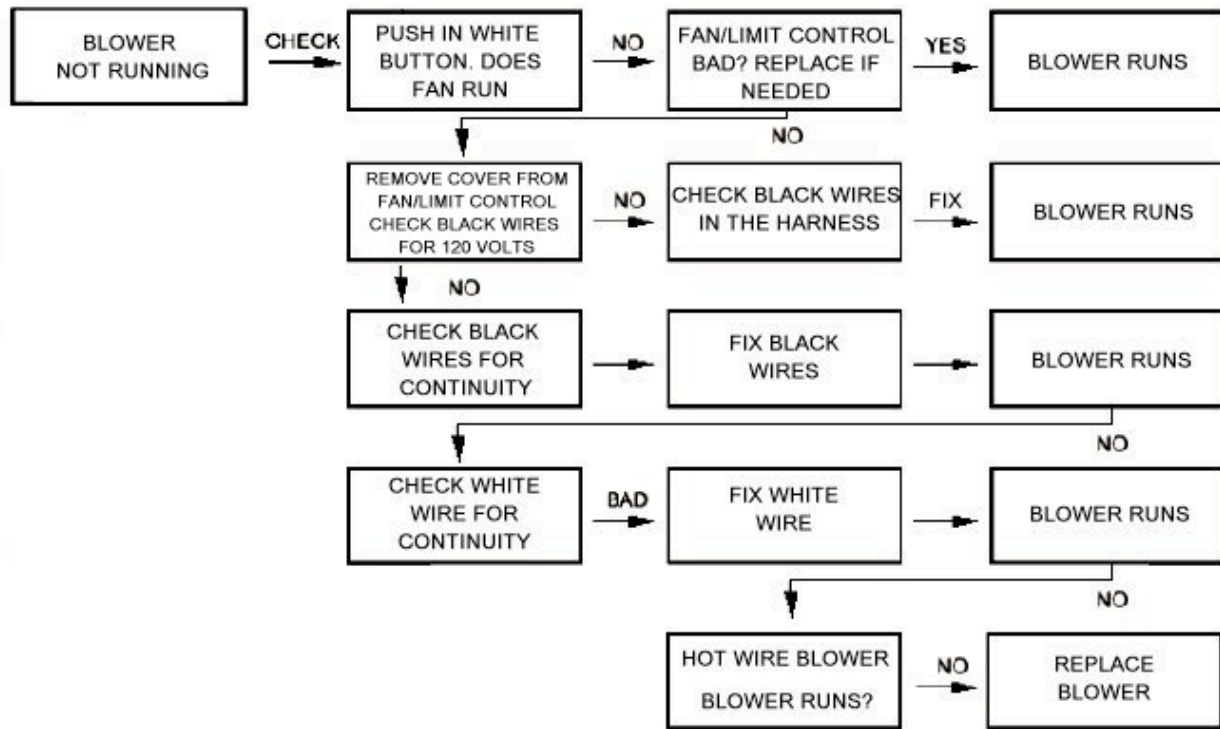 BLOWER
NOT RUNNING
CHECK
PUSH IN WHITE
BUTTON. DOES
FAN RUN
NO
FAN/LIMIT CONTROL
BAD? REPLACE IF
NEEDED
YES
BLOWER RUNS
NO
REMOVE COVER FROM
FAN/LIMIT CONTROL
CHECK BLACK WIRES
FOR 120 VOLTS
NO
CHECK BLACK WIRES
IN THE HARNESS
FIX
BLOWER RUNS
NO
CHECK BLACK
WIRES FOR
CONTINUITY
FIX BLACK
WIRES
BLOWER RUNS
NO
CHECK WHITE
WIRE FOR
CONTINUITY
BAD
FIX WHITE
WIRE
BLOWER RUNS
NO
HOT WIRE BLOWER
BLOWER RUNS?
NO
REPLACE
BLOWER